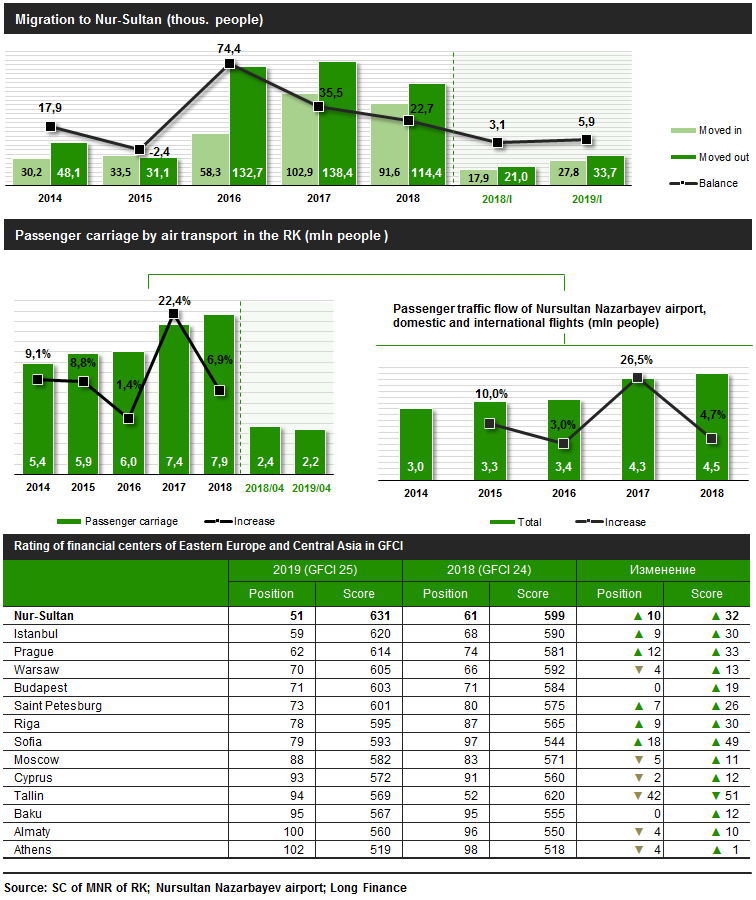 Migration to Nur-Sultan (thous. people)
74,4
17,9
-2,4
35,5
22,7
3,1
5,9
30,2 48,1 33,5 31,1 58,3 132,7 102,9 138,4 91,6 114,4 17,9 21,0 27,8 33,7
2014 2015 2016 2017 2018 2018/I 2019/I
Moved in
Moved out
Balance
Passenger carriage by air transport in the RK (mln people )
22,4%
9,1%
8,8%
1,4%
6,9%
5,4 5,9 6,0 7,4 7,9 2,4 2,2
2014 2015 2016 2017 2018 2018/04 2019/04
Passenger carriage Increase
Passenger traffic flow of Nursultan Nazarbayev airport,
domestic and international flights (mln people)
26,5%
10,0%
3,0%
4,7%
3,0 3,3 3,4 4,3 4,5
2014 2015 2016 2017 2018
Total Increase
Rating of financial centers of Eastern Europe and Central Asia in GFCI
2019 (GFCI 25) 2018 (GFCI 24) Изменение
Position Score Position Score Position Score
Nur-Sultan 51 631 61 599 ▲ 10 ▲ 32
Istanbul 59 620 68 590 ▲ 9 ▲ 30
Prague 62 614 74 581 ▲ 12 ▲ 33
Warsaw 70 605 66 592 ▼ 4 ▲ 13
Budapest 71 603 71 584 0 ▲ 19
Saint Petesburg 73 601 80 575 ▲ 7 ▲ 26
Riga 78 595 87 565 ▲ 9 ▲ 30
Sofia 79 593 97 544 ▲ 18 ▲ 49
Moscow 88 582 83 571 ▼ 5 ▲ 11
Cyprus 93 572 91 560 ▼ 2 ▲ 12
Tallin 94 569 52 620 ▼ 42 ▼ 51
Baku 95 567 95 555 0 ▲ 12
Almaty 100 560 96 550 ▼ 4 ▲ 10
Athens 102 519 98 518 ▼ 4 ▲ 1
Source: SC of MNR of RK; Nursultan Nazarbayev airport; Long Finance